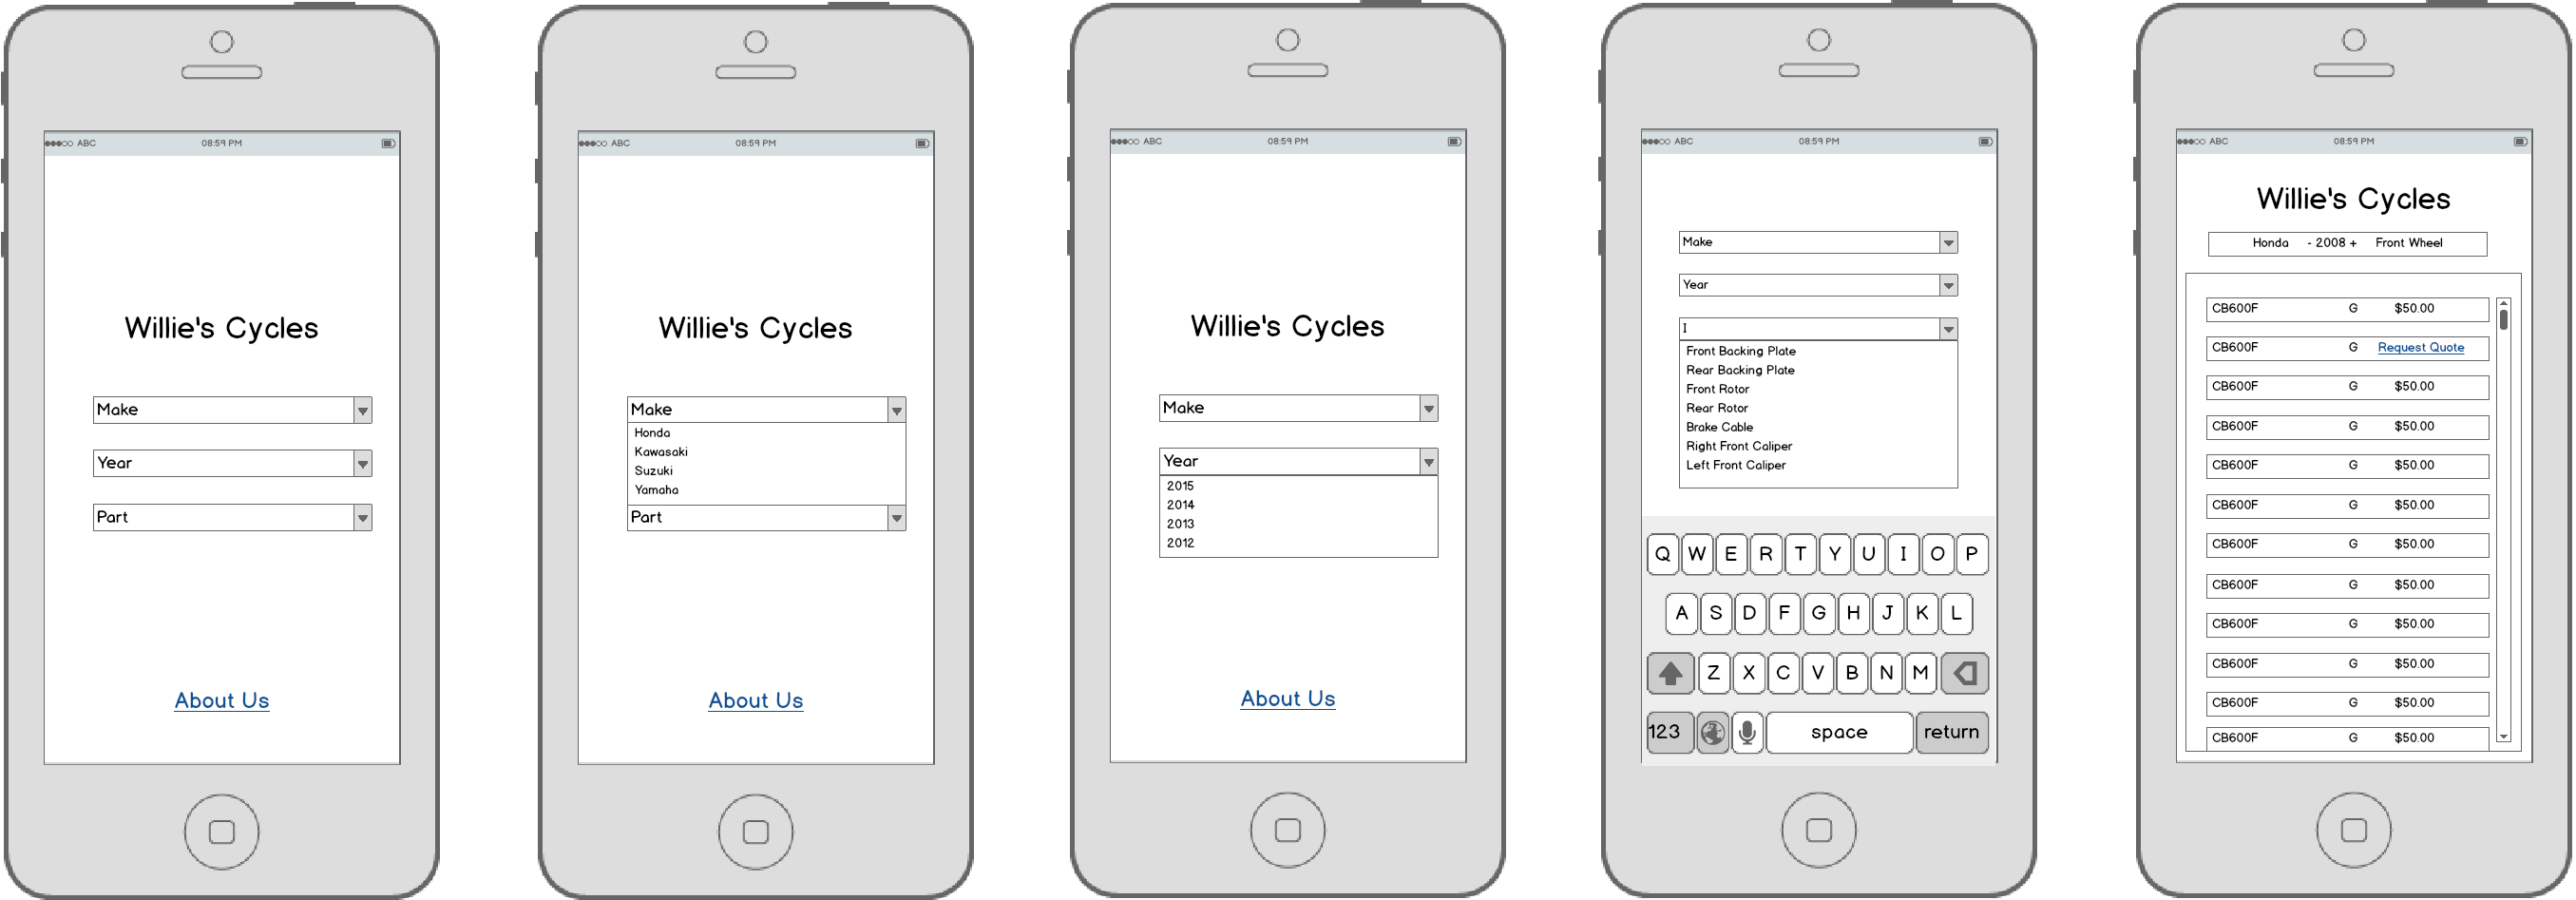 ABC 08:59 PM
Willie's Cycles
Make
Year
Part
About Us
ABC 08:59 PM
Willie's Cycles
Make
Honda
Kawasaki
Suzuki
Yamaha
Part
About Us
ABC 08:59 PM
Willie's Cycles
Make
Year
2015
2014
2013
2012
About Us
ABC 08:59 PM
Make
Year
I
Front Backing Plate
Rear Backing Plate
Front Rotor
Rear Rotor
Brake Cable
Right Front Caliper
Left Front Caliper
Q W E R T Y U I O P
A S D F G H J K L
Z X C V B N M
123 space return
ABC 08:59 PM
Willie's Cycles
Honda - 2008 + Front Wheel
CB600F G $50.00
CB600F G Request Quote
CB600F G $50.00
CB600F G $50.00
CB600F G $50.00
CB600F G $50.00
CB600F G $50.00
CB600F G $50.00
CB600F G $50.00
CB600F G $50.00
CB600F G $50.00
CB600F G $50.00